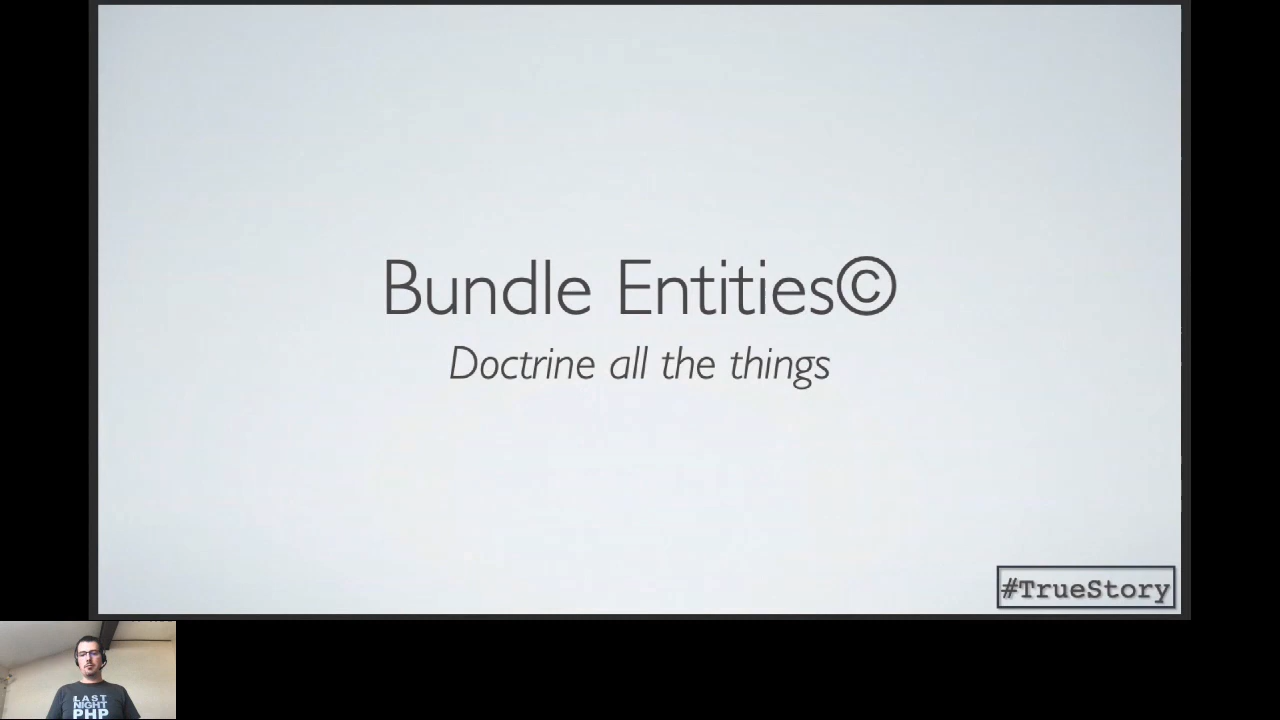 Bundle Entities©
Doctrine all the things
#TrueStory
LAST
NIGHT
PHP